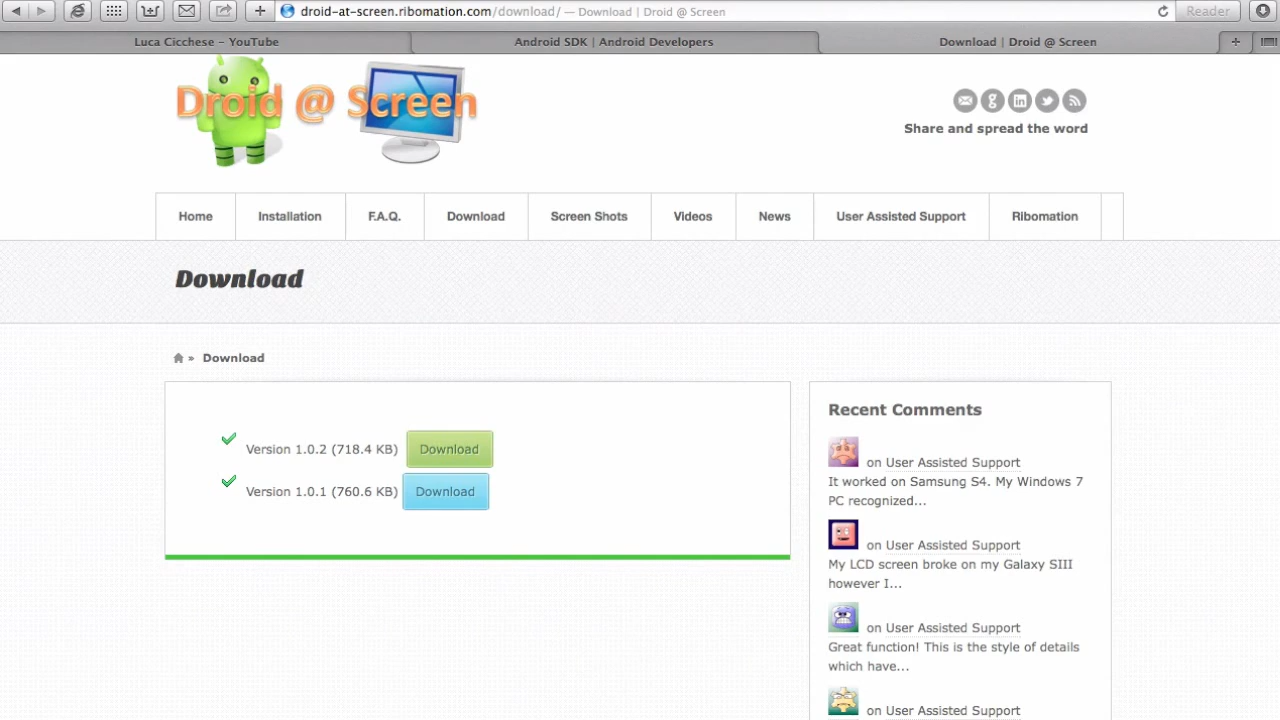 droid-at-screen.ribomation.com/download/ — Download | Droid @ Screen
Reader
Luca Cicchese – YouTube
Android SDK | Android Developers
Download | Droid @ Screen
Droid @ Screen
Share and spread the word
Home
Installation
F.A.Q.
Download
Screen Shots
Videos
News
User Assisted Support
Ribomation
Download
» Download
Version 1.0.2 (718.4 KB) Download
Version 1.0.1 (760.6 KB) Download
Recent Comments
on User Assisted Support
It worked on Samsung S4. My Windows 7
PC recognized...
on User Assisted Support
My LCD screen broke on my Galaxy SIII
however I...
on User Assisted Support
Great function! This is the style of details
which have...
on User Assisted Support